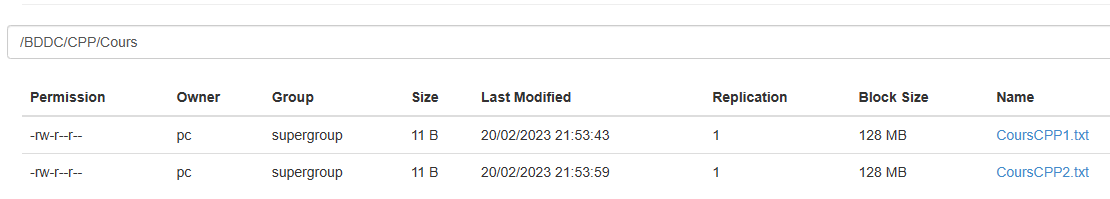 /BDDC/CPP/Cours
Permission Owner Group Size Last Modified Replication Block Size Name
-rw-r--r-- pc supergroup 11 B 20/02/2023 21:53:43 1 128 MB CoursCPP1.txt
-rw-r--r-- pc supergroup 11 B 20/02/2023 21:53:59 1 128 MB CoursCPP2.txt